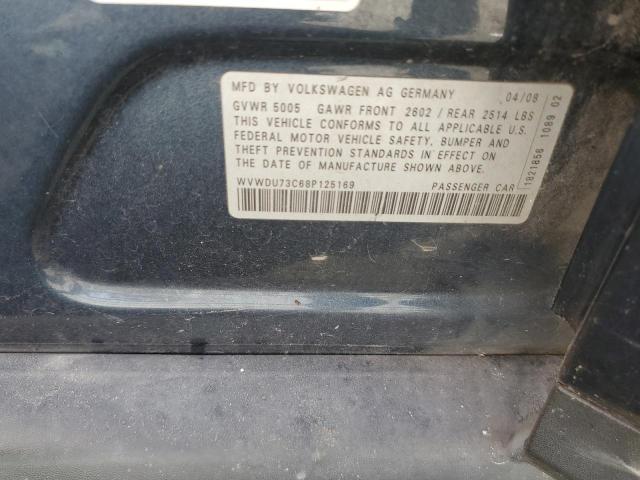 MFD BY VOLKSWAGEN AG GERMANY 04/08
GVWR 5005 GAWR FRONT 2602 / REAR 2514 LBS
THIS VEHICLE CONFORMS TO ALL APPLICABLE U.S.
FEDERAL MOTOR VEHICLE SAFETY, BUMPER AND
THEFT PREVENTION STANDARDS IN EFFECT ON
THE DATE OF MANUFACTURE SHOWN ABOVE.
WVWDU73C68P125169 PASSENGER CAR
1821856 1089 02